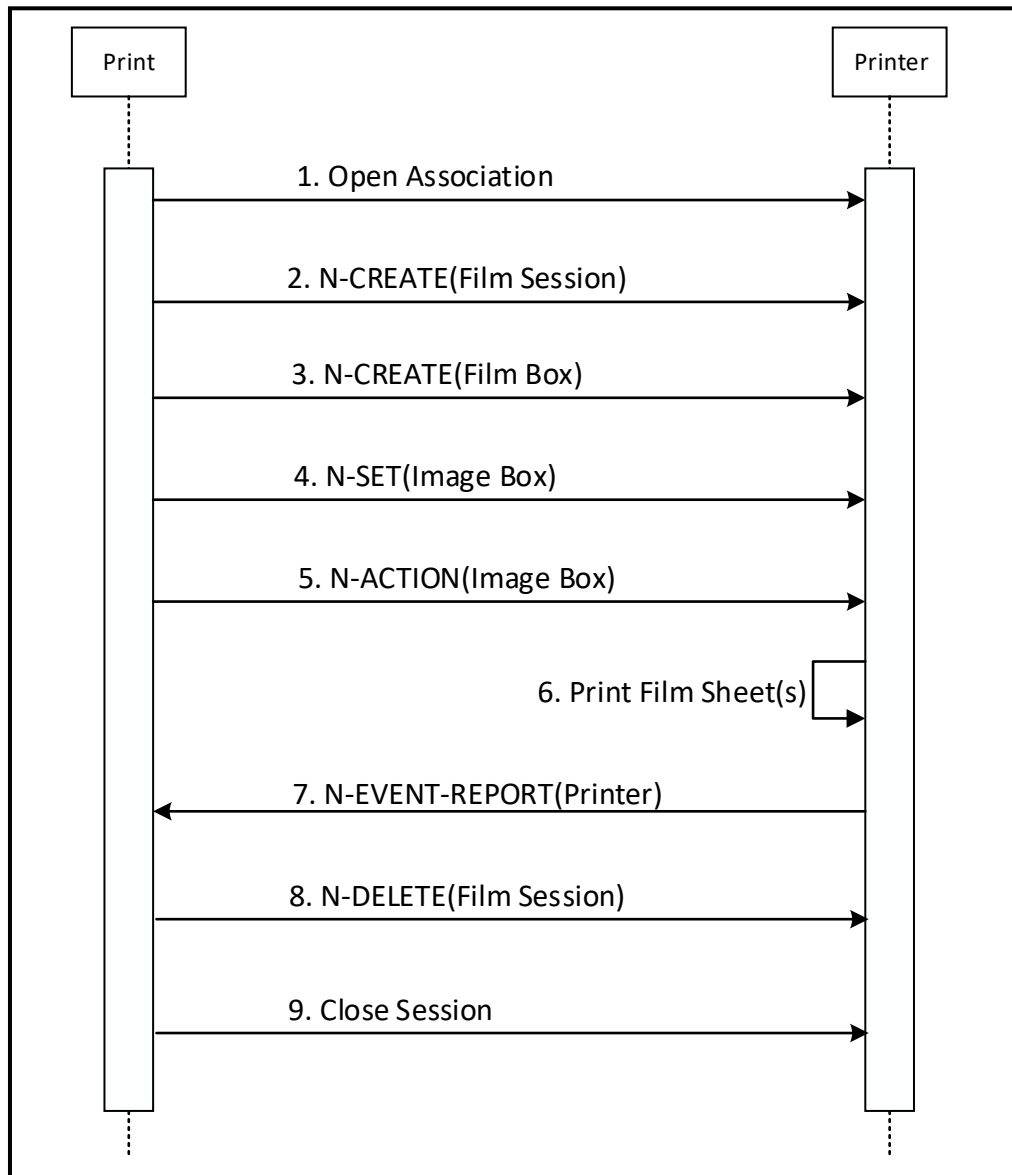 Print
Printer
1. Open Association
2. N-CREATE(Film Session)
3. N-CREATE(Film Box)
4. N-SET(Image Box)
5. N-ACTION(Image Box)
6. Print Film Sheet(s)
7. N-EVENT-REPORT(Printer)
8. N-DELETE(Film Session)
9. Close Session